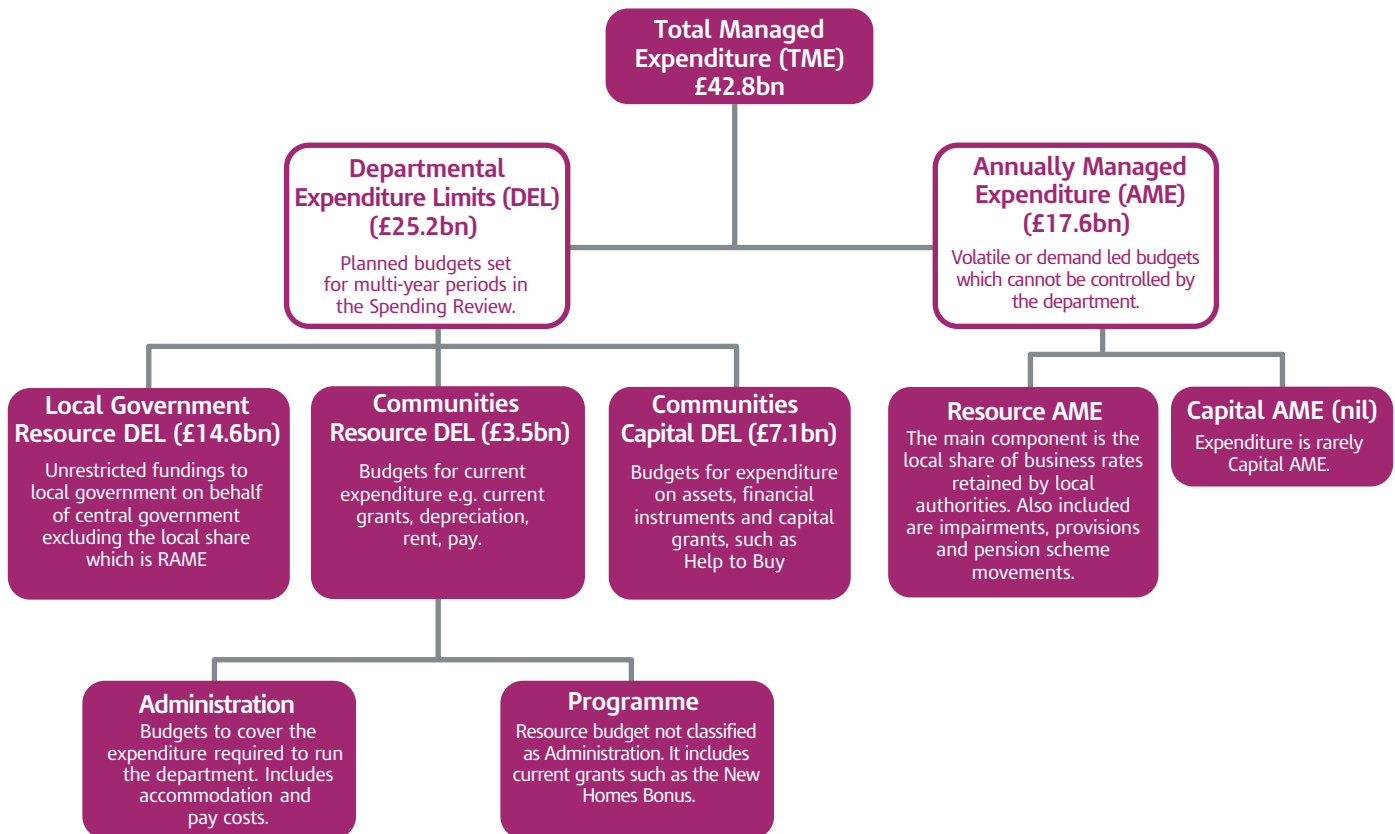 Total Managed
Expenditure (TME)
£42.8bn
Departmental
Expenditure Limits (DEL)
(£25.2bn)
Planned budgets set
for multi-year periods in
the Spending Review.
Annually Managed
Expenditure (AME)
(£17.6bn)
Volatile or demand led budgets
which cannot be controlled by
the department.
Local Government
Resource DEL (£14.6bn)
Unrestricted fundings to
local government on behalf
of central government
excluding the local share
which is RAME
Communities
Resource DEL (£3.5bn)
Budgets for current
expenditure e.g. current
grants, depreciation,
rent, pay.
Communities
Capital DEL (£7.1bn)
Budgets for expenditure
on assets, financial
instruments and capital
grants, such as
Help to Buy
Resource AME
The main component is the
local share of business rates
retained by local
authorities. Also included
are impairments, provisions
and pension scheme
movements.
Capital AME (nil)
Expenditure is rarely
Capital AME.
Administration
Budgets to cover the
expenditure required to run
the department. Includes
accommodation and
pay costs.
Programme
Resource budget not classified
as Administration. It includes
current grants such as the New
Homes Bonus.